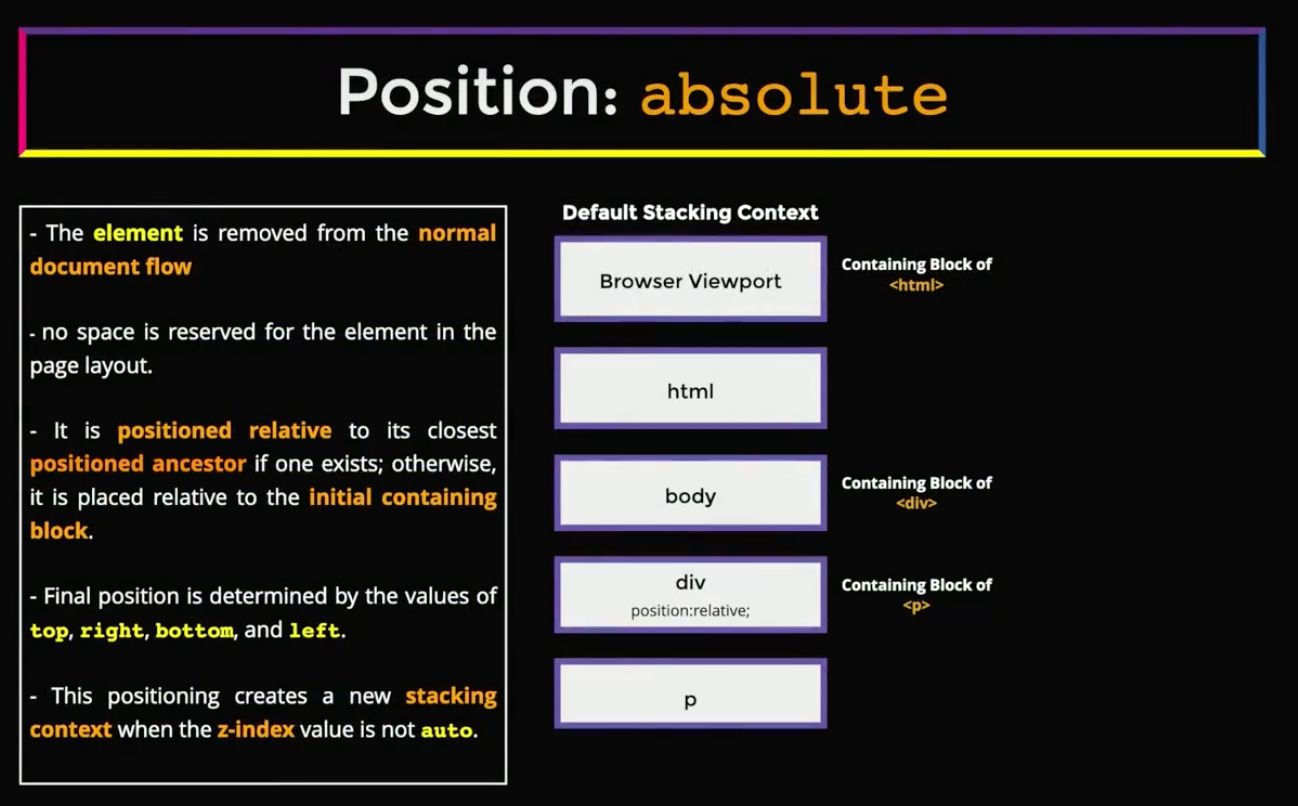 Position: absolute
- The element is removed from the normal
document flow
- no space is reserved for the element in the
page layout.
- It is positioned relative to its closest
positioned ancestor if one exists; otherwise,
it is placed relative to the initial containing
block.
- Final position is determined by the values of
top, right, bottom, and left.
- This positioning creates a new stacking
context when the z-index value is not auto.
Default Stacking Context
Browser Viewport
Containing Block of
<html>
html
body
Containing Block of
<div>
div
position:relative;
Containing Block of
<p>
p